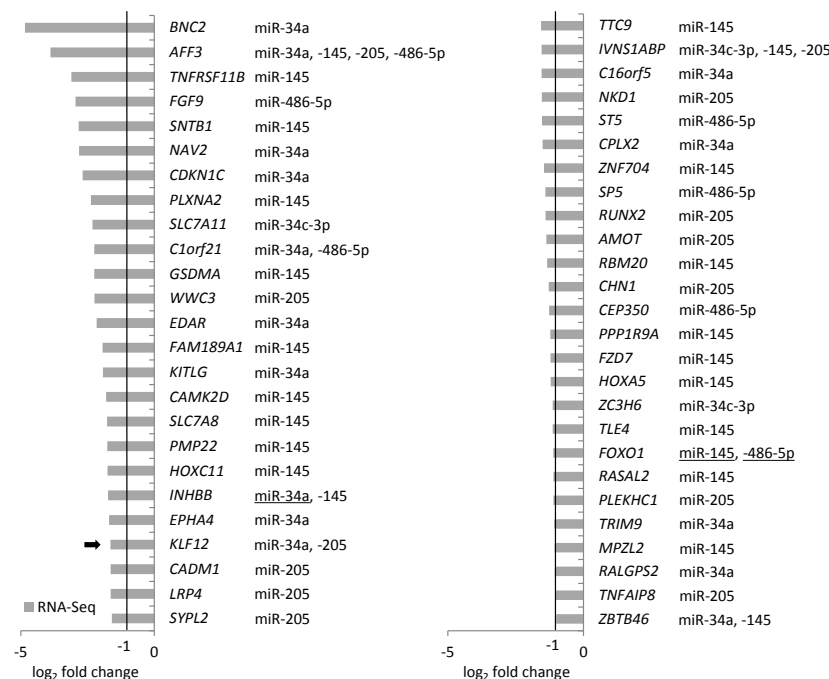 BNC2 miR-34a
AFF3 miR-34a, -145, -205, -486-5p
TNFRSF11B miR-145
FGF9 miR-486-5p
SNTB1 miR-145
NAV2 miR-34a
CDKN1C miR-34a
PLXNA2 miR-145
SLC7A11 miR-34c-3p
C1orf21 miR-34a, -486-5p
GSDMA miR-145
WWC3 miR-205
EDAR miR-34a
FAM189A1 miR-145
KITLG miR-34a
CAMK2D miR-145
SLC7A8 miR-145
PMP22 miR-145
HOXC11 miR-145
INHBB miR-34a, -145
EPHA4 miR-34a
KLF12 miR-34a, -205
CADM1 miR-205
LRP4 miR-205
RNA-Seq
SYPL2 miR-205
-5 -1 0
log2 fold change
TTC9 miR-145
IVNS1ABP miR-34c-3p, -145, -205
C16orf5 miR-34a
NKD1 miR-205
ST5 miR-486-5p
CPLX2 miR-34a
ZNF704 miR-145
SP5 miR-486-5p
RUNX2 miR-205
AMOT miR-205
RBM20 miR-145
CHN1 miR-205
CEP350 miR-486-5p
PPP1R9A miR-145
FZD7 miR-145
HOXA5 miR-145
ZC3H6 miR-34c-3p
TLE4 miR-145
FOXO1 miR-145, -486-5p
RASAL2 miR-145
PLEKHC1 miR-205
TRIM9 miR-34a
MPZL2 miR-145
RALGPS2 miR-34a
TNFAIP8 miR-205
ZBTB46 miR-34a, -145
-5 -1 0
log2 fold change